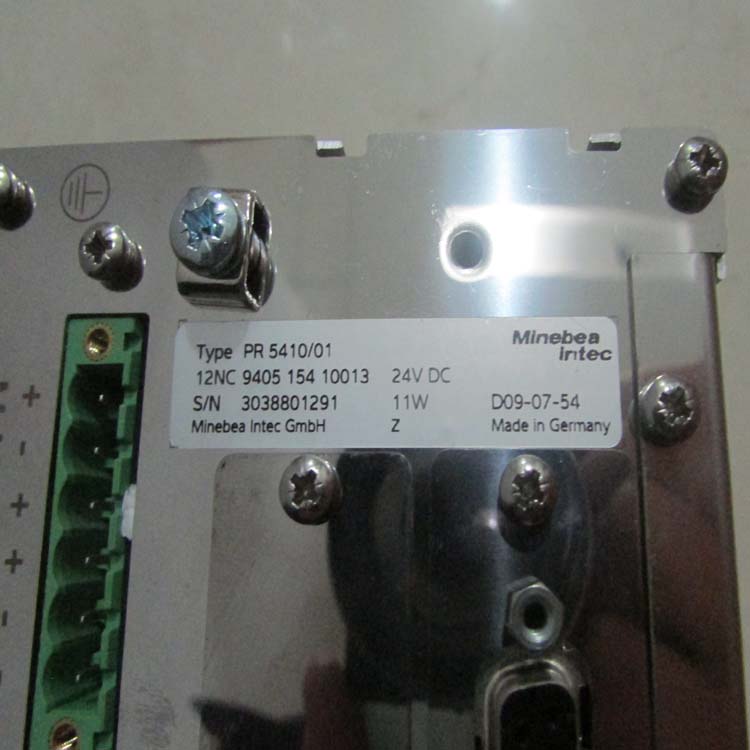 Type PR 5410/01
Minebea
intec
12NC 9405 154 10013 24V DC
S/N 3038801291 11W D09-07-54
Minebea Intec GmbH Z Made in Germany
+
-
+
+
-